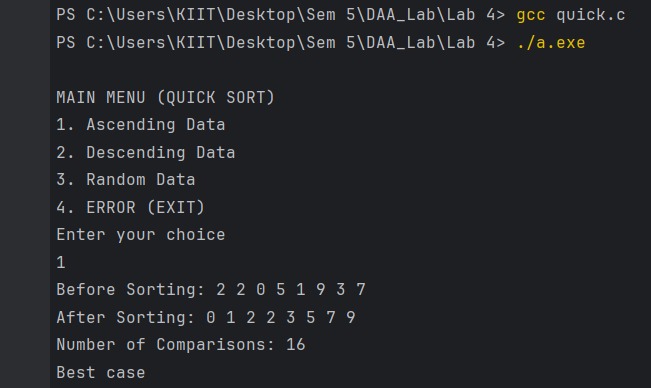 PS C:\Users\KIIT\Desktop\Sem 5\DAA_Lab\Lab 4> gcc quick.c
PS C:\Users\KIIT\Desktop\Sem 5\DAA_Lab\Lab 4> ./a.exe
MAIN MENU (QUICK SORT)
1. Ascending Data
2. Descending Data
3. Random Data
4. ERROR (EXIT)
Enter your choice
1
Before Sorting: 2 2 0 5 1 9 3 7
After Sorting: 0 1 2 2 3 5 7 9
Number of Comparisons: 16
Best case